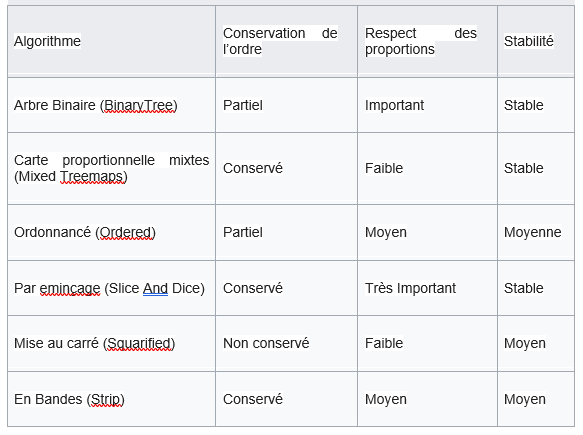 Algorithme
Conservation de
l'ordre
Respect des
proportions
Stabilité
Arbre Binaire (BinaryTree)
Partiel
Important
Stable
Carte proportionnelle mixtes
(Mixed Treemaps)
Conservé
Faible
Stable
Ordonnancé (Ordered)
Partiel
Moyen
Moyenne
Par eminçage (Slice And Dice)
Conservé
Très Important
Stable
Mise au carré (Squarified)
Non conservé
Faible
Moyen
En Bandes (Strip)
Conservé
Moyen
Moyen